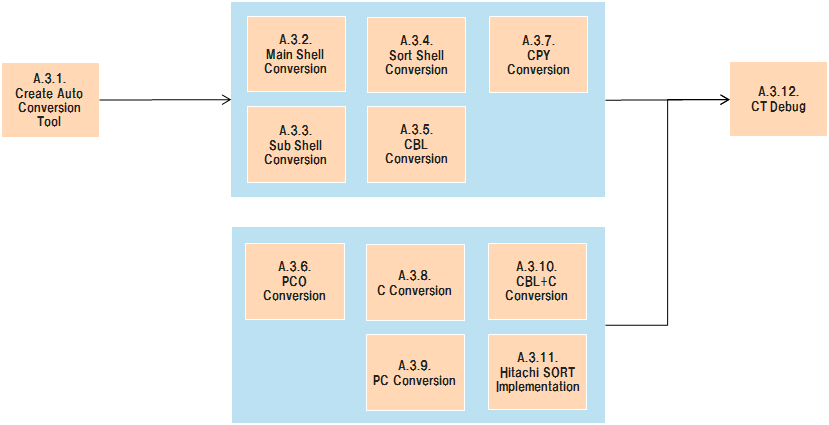 A.3.1.
Create Auto
Conversion
Tool
A.3.2.
Main Shell
Conversion
A.3.4.
Sort Shell
Conversion
A.3.7.
CPY
Conversion
A.3.3.
Sub Shell
Conversion
A.3.5.
CBL
Conversion
A.3.12.
CT Debug
A.3.6.
PCO
Conversion
A.3.8.
C Conversion
A.3.10.
CBL+C
Conversion
A.3.9.
PC Conversion
A.3.11.
Hitachi SORT
Implementation